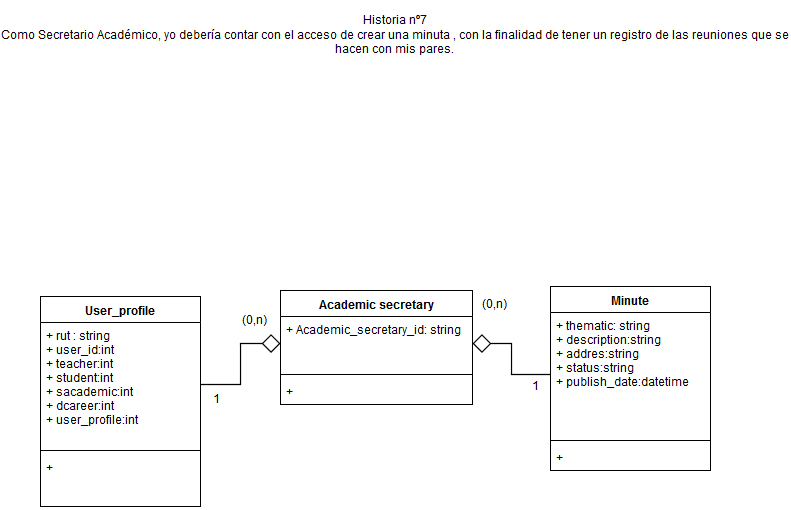 Historia nº7
Como Secretario Académico, yo debería contar con el acceso de crear una minuta , con la finalidad de tener un registro de las reuniones que se
hacen con mis pares.
User_profile
+ rut : string
+ user_id:int
+ teacher:int
+ student:int
+ sacademic:int
+ dcareer:int
+ user_profile:int
+
1
(0,n)
Academic secretary
+ Academic_secretary_id: string
+
(0,n)
1
Minute
+ thematic: string
+ description:string
+ addres:string
+ status:string
+ publish_date:datetime
+